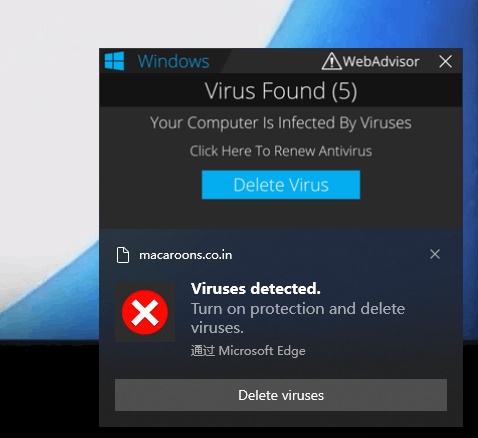 Windows WebAdvisor
Virus Found (5)
Your Computer Is Infected By Viruses
Click Here To Renew Antivirus
Delete Virus
macaroons.co.in
Viruses detected.
Turn on protection and delete
viruses.
通过 Microsoft Edge
Delete viruses